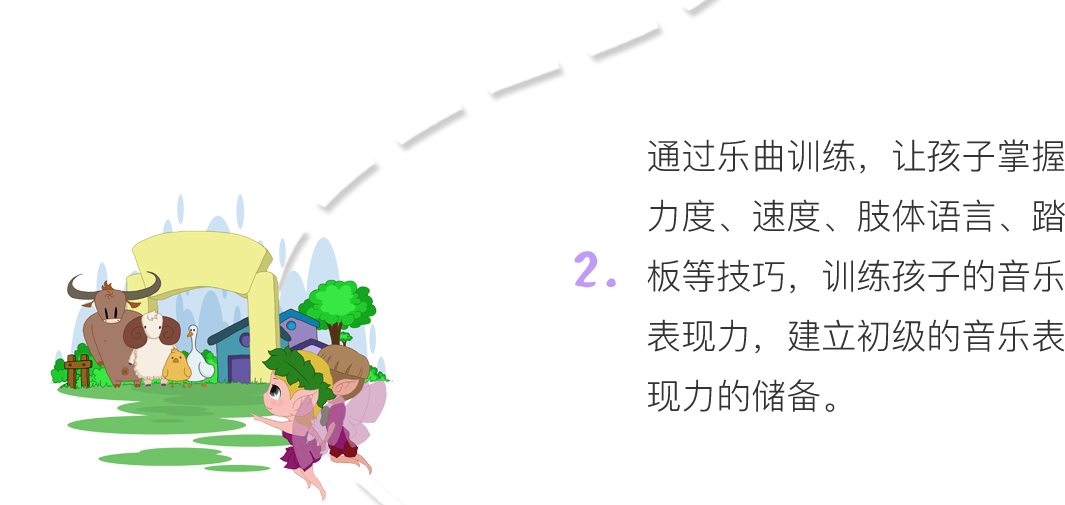 2.
通过乐曲训练，让孩子掌握
力度、速度、肢体语言、踏
板等技巧，训练孩子的音乐
表现力，建立初级的音乐表
现力的储备。